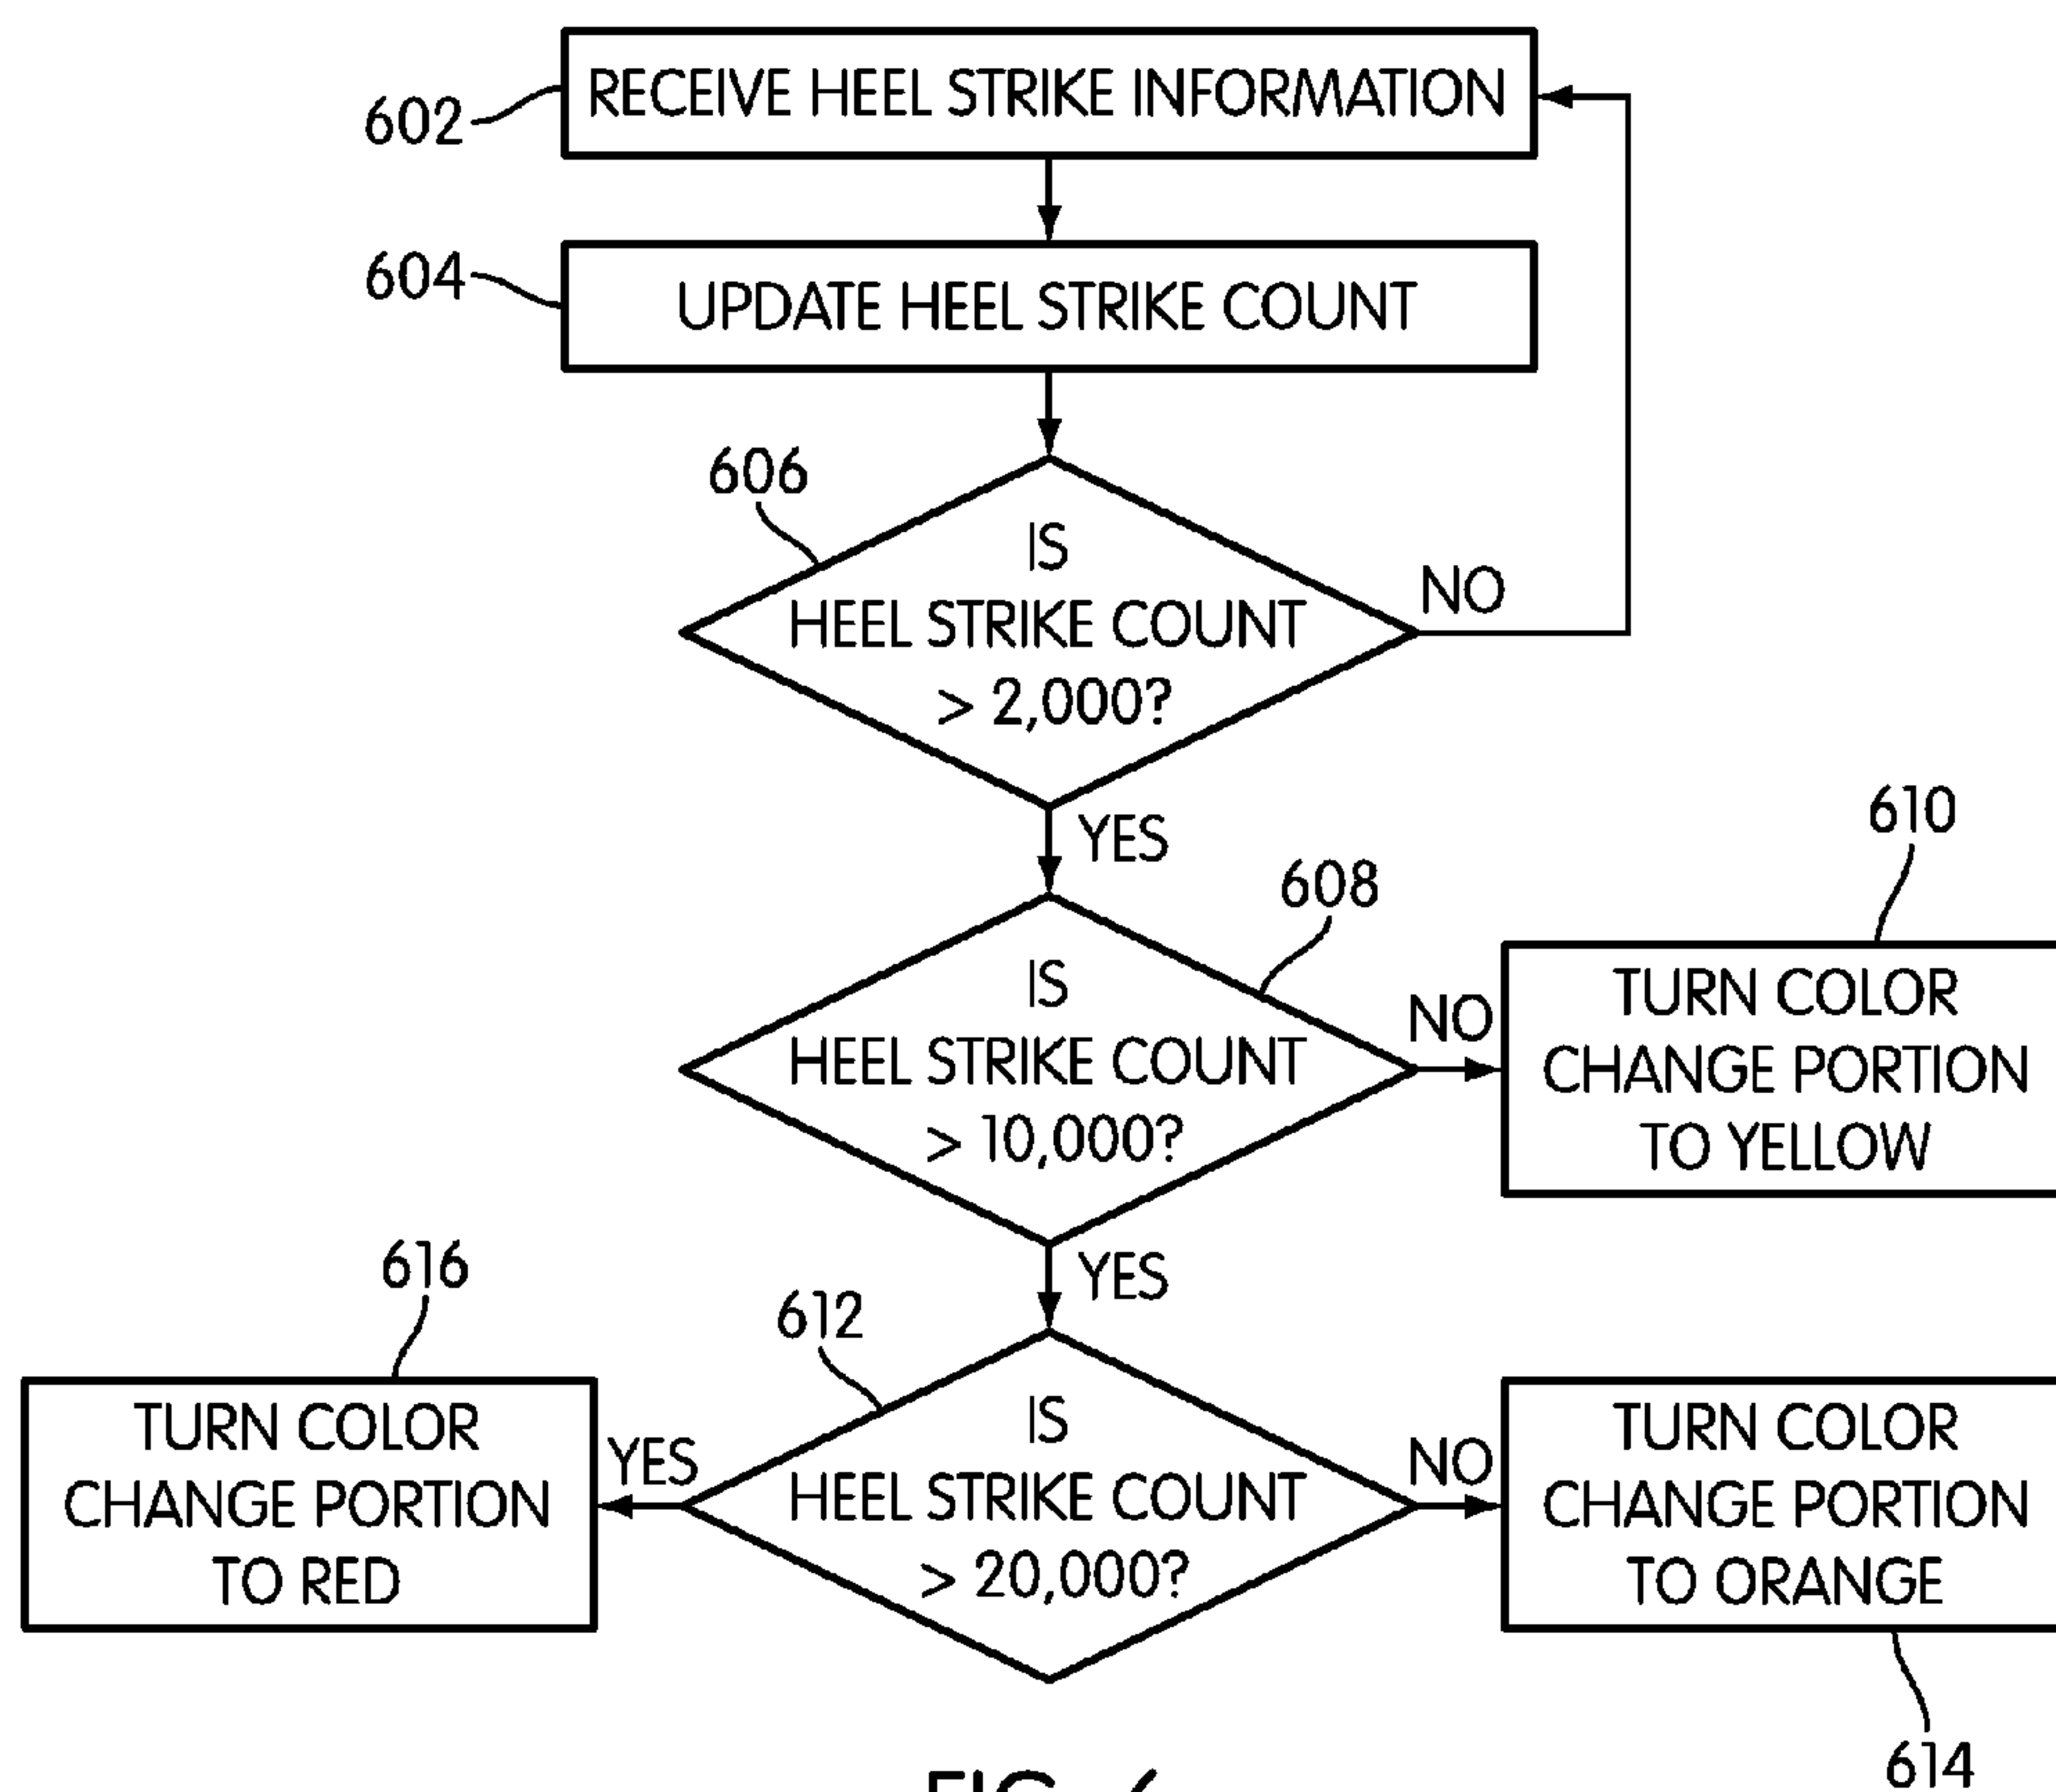 RECEIVE HEEL STRIKE INFORMATION
602
604
UPDATE HEEL STRIKE COUNT
606
IS
HEEL STRIKE COUNT
> 2,000?
NO
YES
608
610
IS
HEEL STRIKE COUNT
> 10,000?
NO
TURN COLOR
CHANGE PORTION
TO YELLOW
YES
616
612
TURN COLOR
CHANGE PORTION
TO RED
YES
IS
HEEL STRIKE COUNT
> 20,000?
NO
TURN COLOR
CHANGE PORTION
TO ORANGE
614